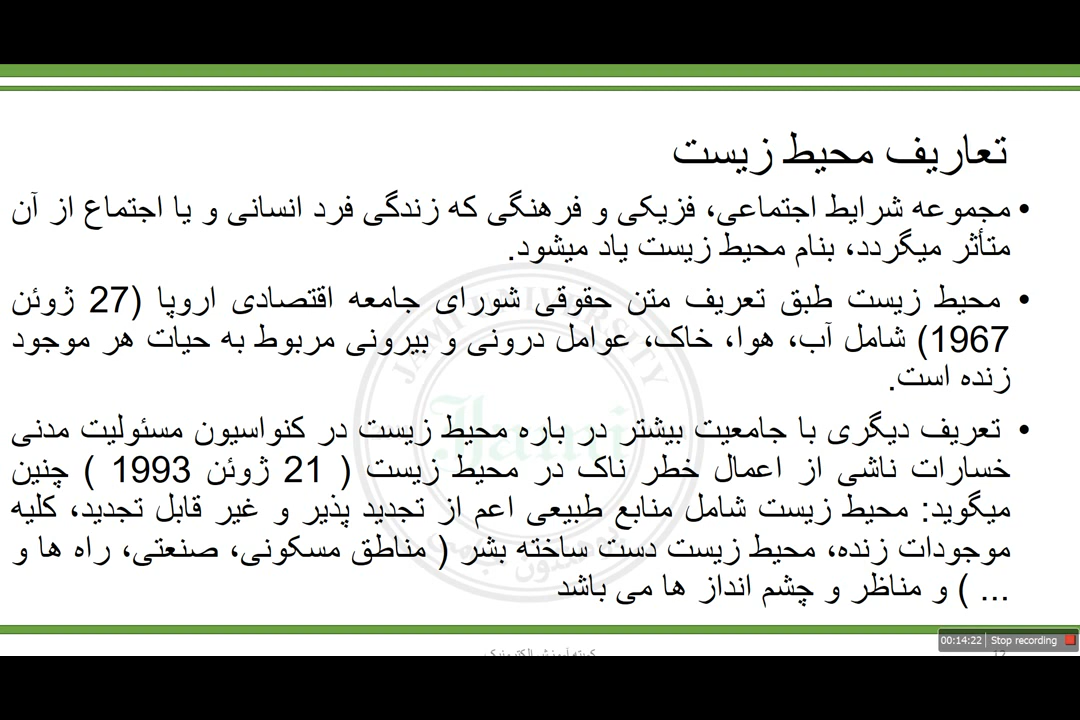 تعاریف محیط زیست
• مجموعه شرایط اجتماعی، فزیکی و فرهنگی که زندگی فرد انسانی و یا اجتماع از آن
متأثر میگردد، بنام محیط زیست یاد میشود.
• محیط زیست طبق تعریف متن حقوقی شورای جامعه اقتصادی اروپا (27 ژوئن
1967) شامل آب، هوا، خاک، عوامل درونی و بیرونی مربوط به حیات هر موجود
زنده است.
• تعریف دیگری با جامعیت بیشتر در باره محیط زیست در کنواسیون مسئولیت مدنی
خسارات ناشی از اعمال خطر ناک در محیط زیست ( 21 ژوئن 1993 ) چنین
میگوید: محیط زیست شامل منابع طبیعی اعم از تجدید پذیر و غیر قابل تجدید، کلیه
موجودات زنده، محیط زیست دست ساخته بشر ( مناطق مسکونی، صنعتی، راه ها و
... ) و مناظر و چشم انداز ها می باشد
JAMI UNIVERSITY
Jami
پوهنتون جامی
00:14:22 Stop recording